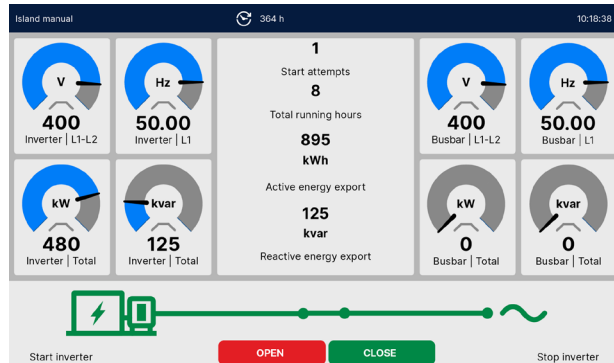 Island manual
364 h
10:18:38
V
400
Inverter | L1-L2
Hz
50.00
Inverter | L1
kW
480
Inverter | Total
kvar
125
Inverter | Total
1
Start attempts
8
Total running hours
895
kWh
Active energy export
125
kvar
Reactive energy export
V
400
Busbar | L1-L2
Hz
50.00
Busbar | L1
kW
0
Busbar | Total
kvar
0
Busbar | Total
Start inverter
OPEN
CLOSE
Stop inverter